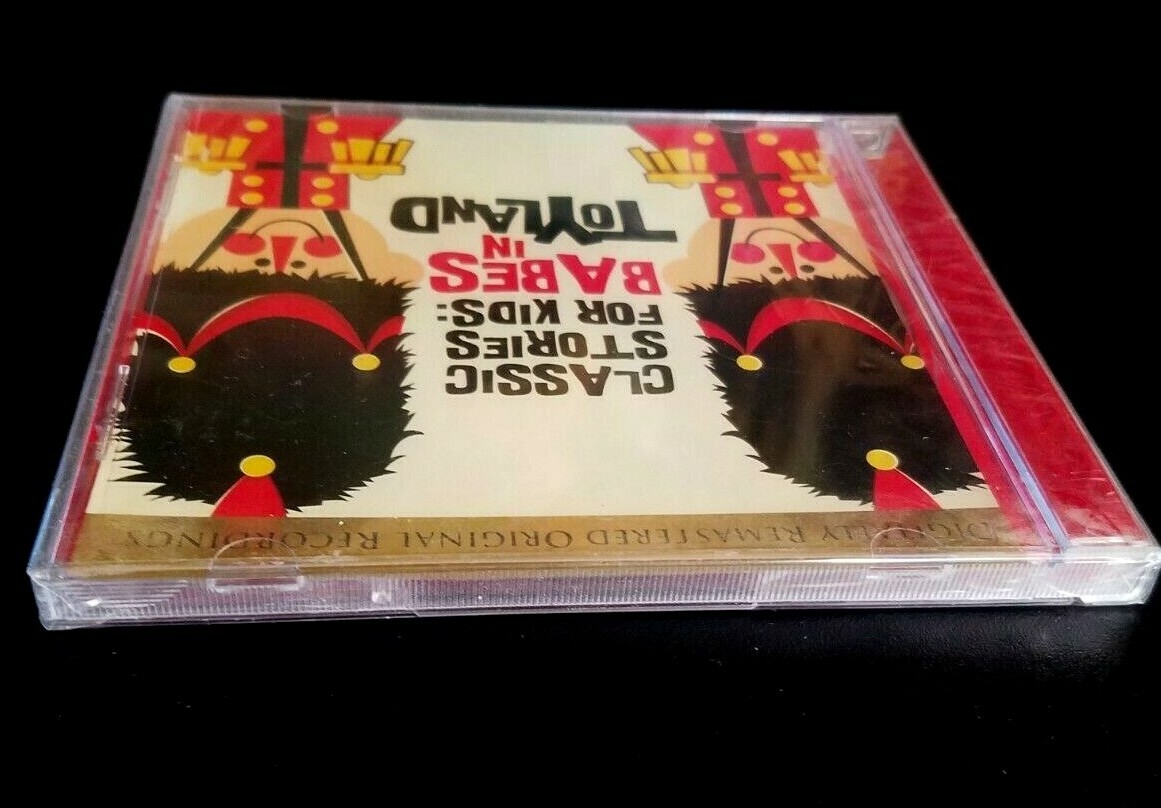 DIGITALLY REMASTERED ORIGINAL RECORDINGS
CLASSIC
STORIES
FOR KIDS:
BABES
IN
TOYLAND